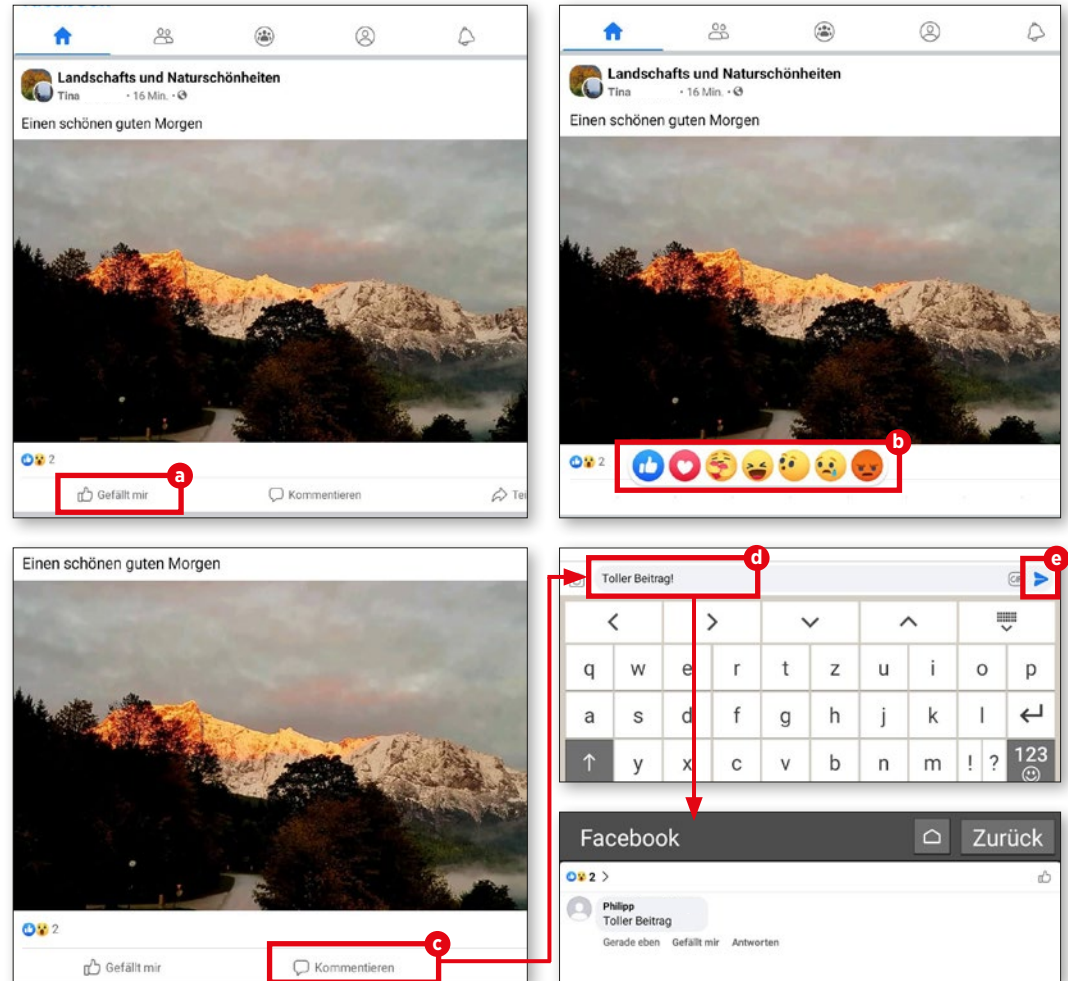 Landschafts und Naturschönheiten
Tina · 16 Min. ·
Einen schönen guten Morgen
2
a
Gefällt mir Kommentieren
Landschafts und Naturschönheiten
Tina · 16 Min. ·
Einen schönen guten Morgen
b
2
Einen schönen guten Morgen
2
c
Gefällt mir Kommentieren
d e
Toller Beitrag!
q w e r t z u i o p
a s d f g h j k l
y x c v b n m ! ? 123
Facebook Zurück
2
Philipp
Toller Beitrag
Gerade eben Gefällt mir Antworten